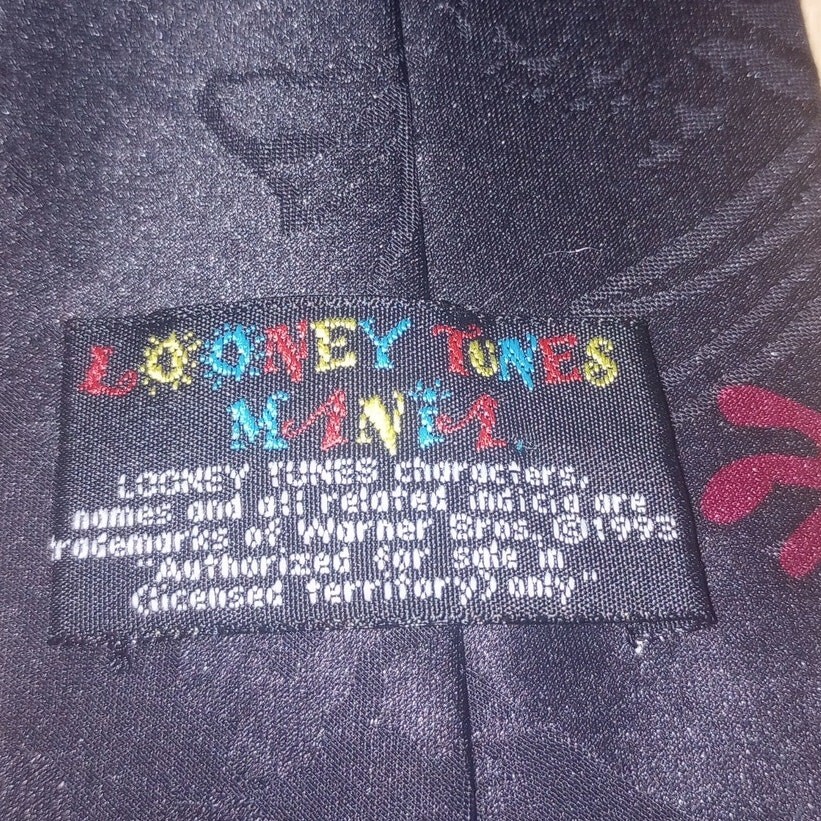 LOONEY TUNES
MANIA
LOONEY TUNES characters,
names and all related indicia are
trademarks of Warner Bros. ©1993
"Authorized for sale in
(licensed territory) only"